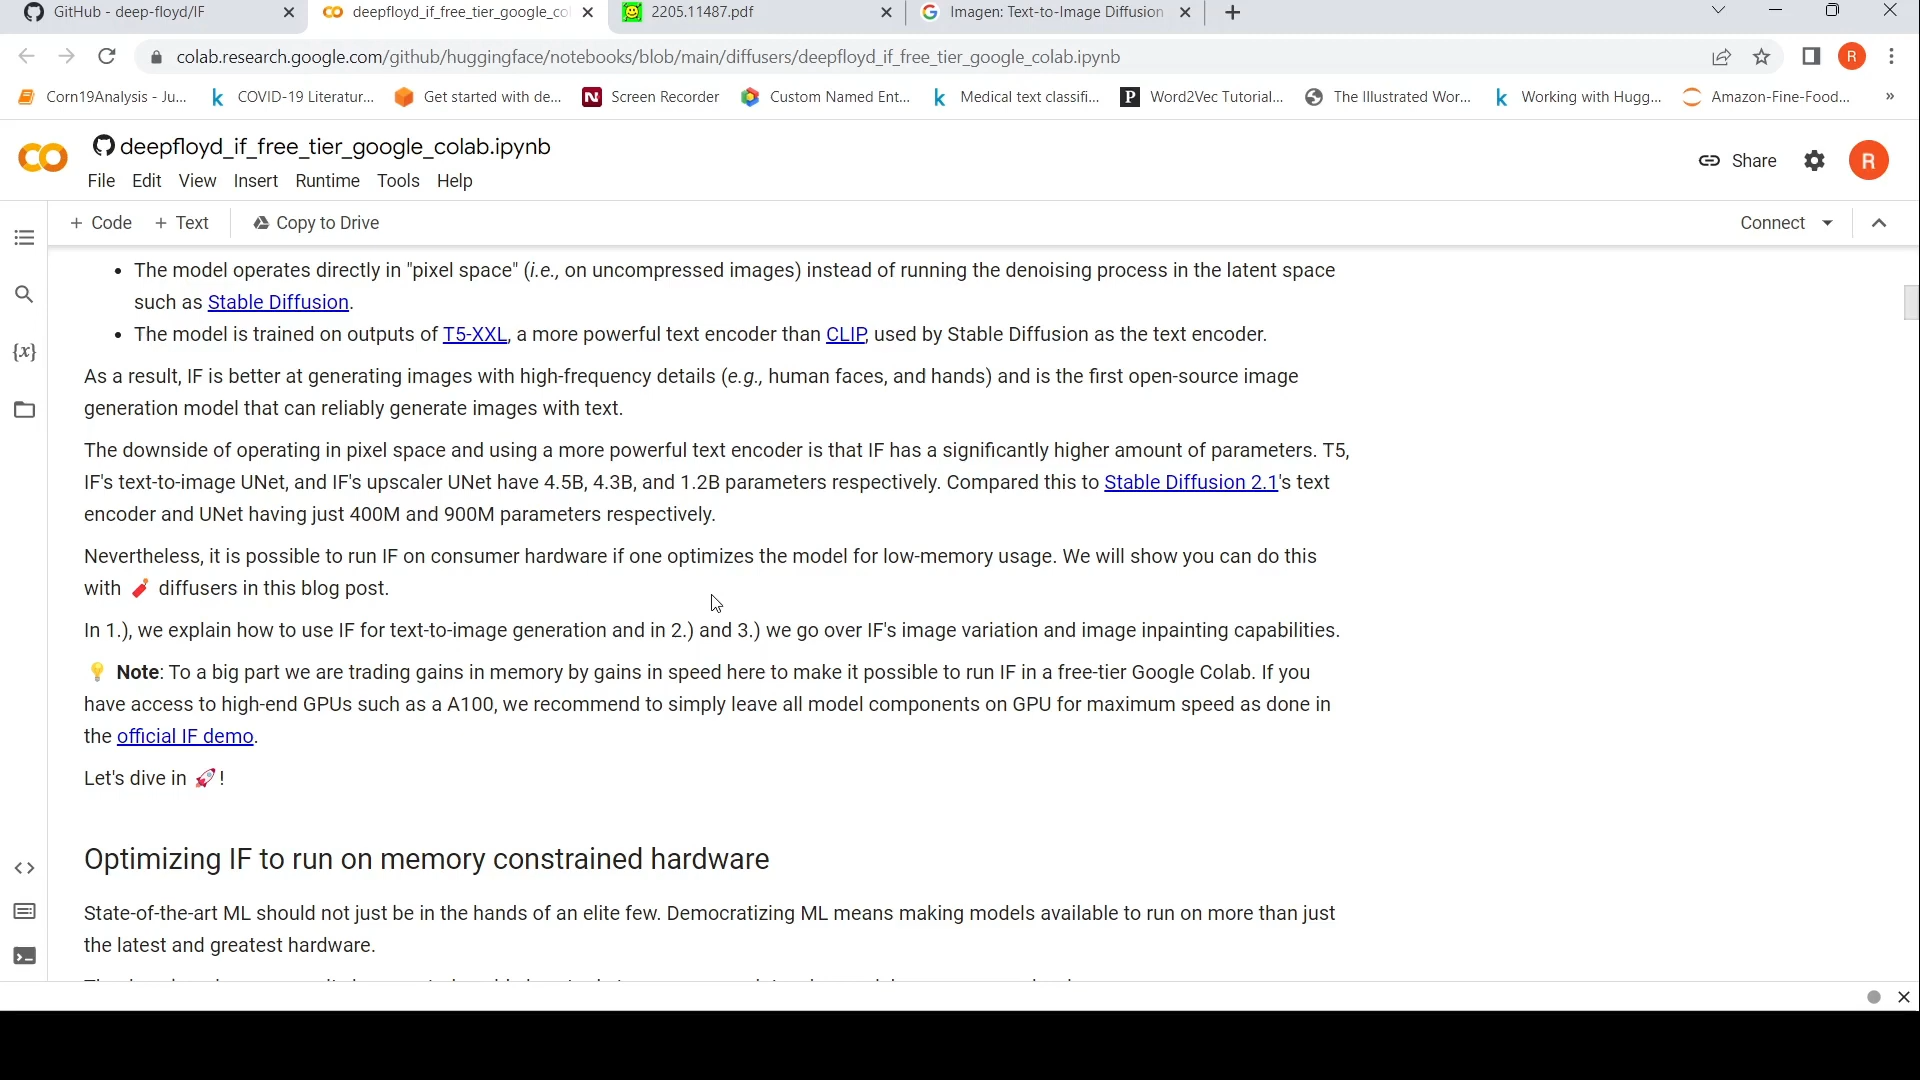 GitHub - deep-floyd/IF
deepfloyd_if_free_tier_google_co
2205.11487.pdf
Imagen: Text-to-Image Diffusion
colab.research.google.com/github/huggingface/notebooks/blob/main/diffusers/deepfloyd_if_free_tier_google_colab.ipynb
R
Corn19Analysis - Ju...
COVID-19 Literatur...
Get started with de...
Screen Recorder
Custom Named Ent...
Medical text classifi...
Word2Vec Tutorial...
The Illustrated Wor...
Working with Hugg...
Amazon-Fine-Food...
»
deepfloyd_if_free_tier_google_colab.ipynb
File Edit View Insert Runtime Tools Help
Share
R
+ Code + Text Copy to Drive
Connect
• The model operates directly in "pixel space" (i.e., on uncompressed images) instead of running the denoising process in the latent space
such as Stable Diffusion.
• The model is trained on outputs of T5-XXL, a more powerful text encoder than CLIP, used by Stable Diffusion as the text encoder.
As a result, IF is better at generating images with high-frequency details (e.g., human faces, and hands) and is the first open-source image
generation model that can reliably generate images with text.
The downside of operating in pixel space and using a more powerful text encoder is that IF has a significantly higher amount of parameters. T5,
IF's text-to-image UNet, and IF's upscaler UNet have 4.5B, 4.3B, and 1.2B parameters respectively. Compared this to Stable Diffusion 2.1's text
encoder and UNet having just 400M and 900M parameters respectively.
Nevertheless, it is possible to run IF on consumer hardware if one optimizes the model for low-memory usage. We will show you can do this
with 🧨 diffusers in this blog post.
In 1.), we explain how to use IF for text-to-image generation and in 2.) and 3.) we go over IF's image variation and image inpainting capabilities.
💡 Note: To a big part we are trading gains in memory by gains in speed here to make it possible to run IF in a free-tier Google Colab. If you
have access to high-end GPUs such as a A100, we recommend to simply leave all model components on GPU for maximum speed as done in
the official IF demo.
Let's dive in 🚀!
Optimizing IF to run on memory constrained hardware
State-of-the-art ML should not just be in the hands of an elite few. Democratizing ML means making models available to run on more than just
the latest and greatest hardware.